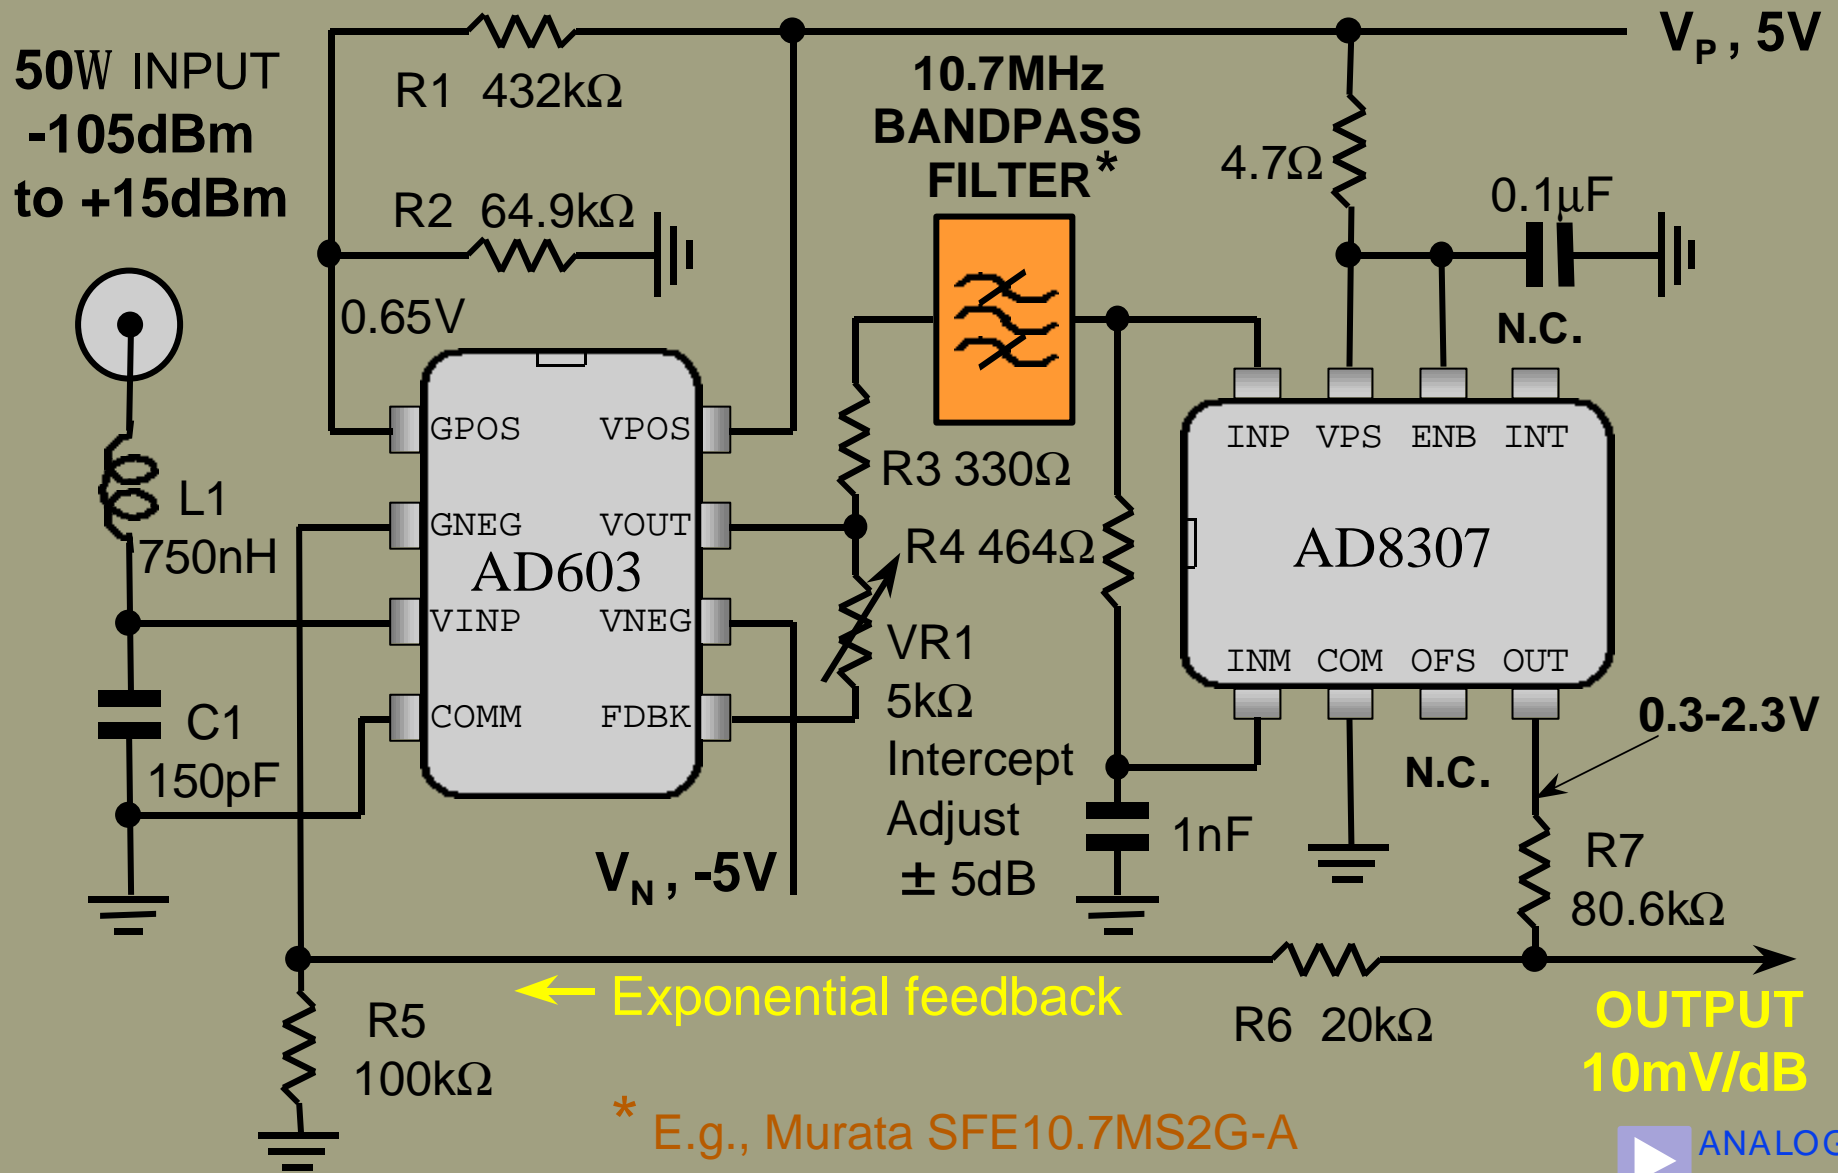 50W INPUT
-105dBm
to +15dBm
R1 432kΩ
R2 64.9kΩ
0.65V
10.7MHz
BANDPASS
FILTER*
VP , 5V
4.7Ω
0.1µF
N.C.
L1
750nH
C1
150pF
GPOS VPOS
GNEG VOUT
AD603
VINP VNEG
COMM FDBK
R3 330Ω
R4 464Ω
VR1
5kΩ
Intercept
Adjust
± 5dB
VN , -5V
1nF
INP VPS ENB INT
AD8307
INM COM OFS OUT
N.C.
0.3-2.3V
R7
80.6kΩ
Exponential feedback
R5
100kΩ
R6 20kΩ
OUTPUT
10mV/dB
* E.g., Murata SFE10.7MS2G-A
ANALOG